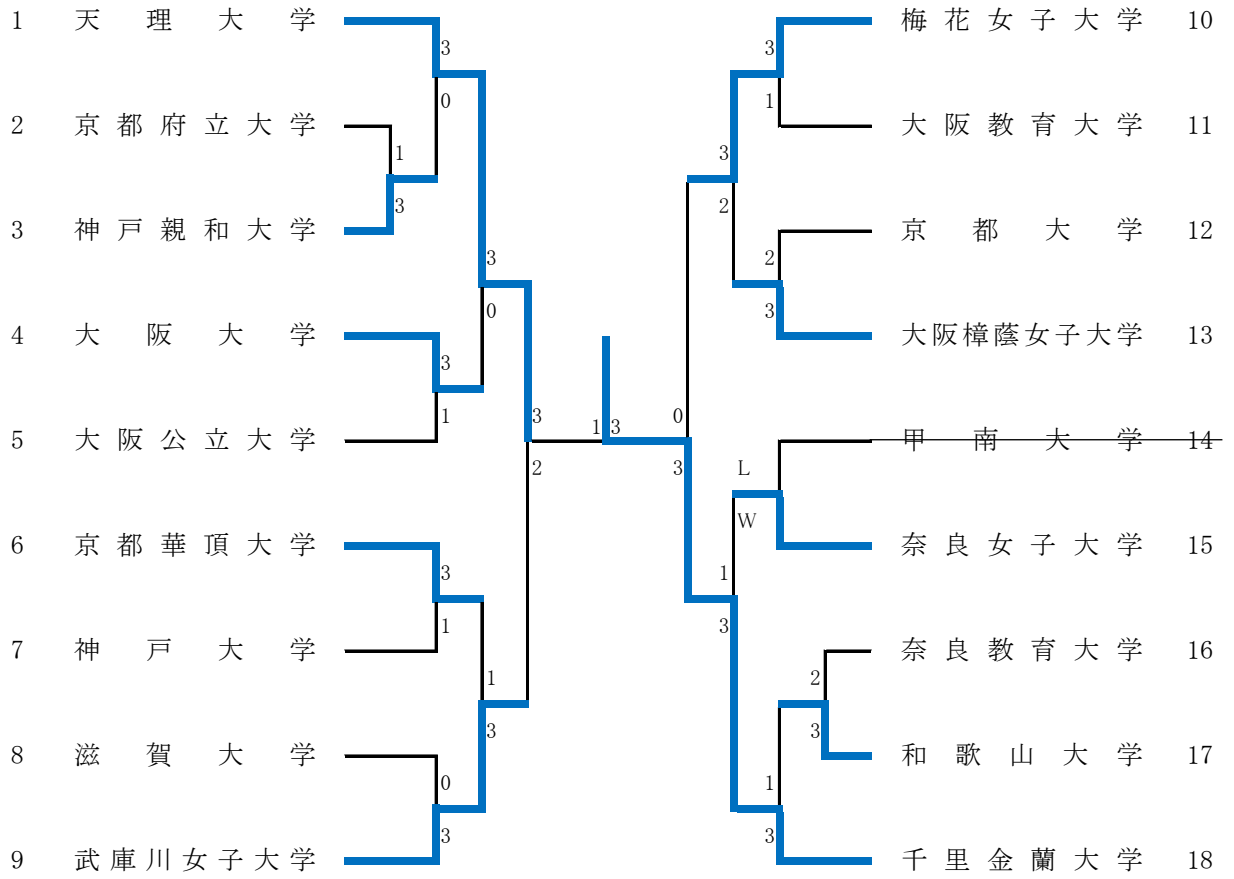 1 天理大学 3 梅花女子大学 10
3
0 1
2 京都府立大学 大阪教育大学 11
1 3
3 2
3 神戸親和大学 京都大学 12
3 2
0 3
4 大阪大学 大阪樟蔭女子大学 13
3
1 3 0
5 大阪公立大学 1 3 甲南大学 14
2 3 L
W
6 京都華頂大学 奈良女子大学 15
3 1
1 3
7 神戸大学 奈良教育大学 16
1 2
3 3
8 滋賀大学 和歌山大学 17
0 1
3 3
9 武庫川女子大学 千里金蘭大学 18